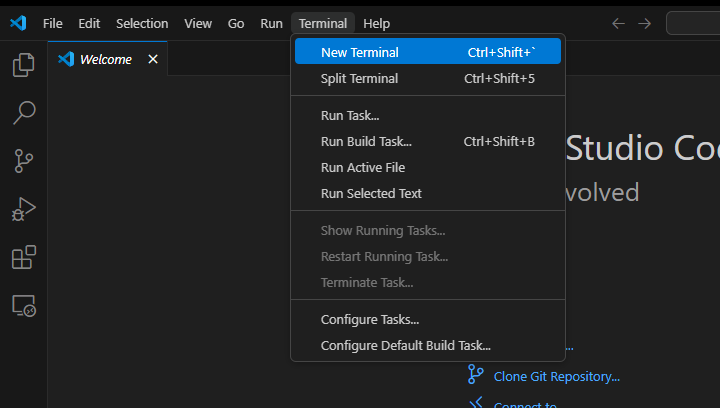 File Edit Selection View Go Run Terminal Help
Welcome
New Terminal Ctrl+Shift+`
Split Terminal Ctrl+Shift+5
Run Task...
Run Build Task... Ctrl+Shift+B
Run Active File
Run Selected Text
Show Running Tasks...
Restart Running Task...
Terminate Task...
Configure Tasks...
Configure Default Build Task...
Studio Co
volved
...
Clone Git Repository...
Connect to